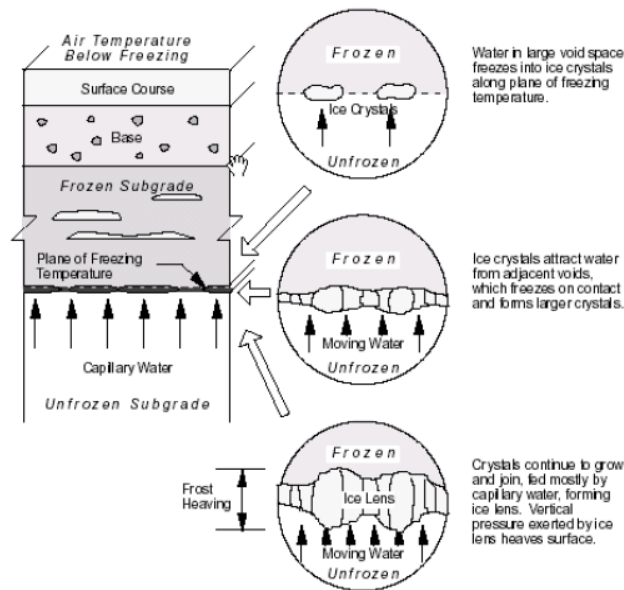 Air Temperature
Below Freezing
Surface Course
Base
Frozen Subgrade
Plane of Freezing
Temperature
Capillary Water
Unfrozen Subgrade
Frozen
Ice Crystals
Unfrozen
Water in large void space
freezes into ice crystals
along plane of freezing
temperature.
Frozen
Moving Water
Unfrozen
Ice crystals attract water
from adjacent voids,
which freezes on contact
and forms larger crystals.
Frost
Heaving
Frozen
Ice Lens
Moving Water
Unfrozen
Crystals continue to grow
and join, fed mostly by
capillary water, forming
ice lens. Vertical
pressure exerted by ice
lens heaves surface.